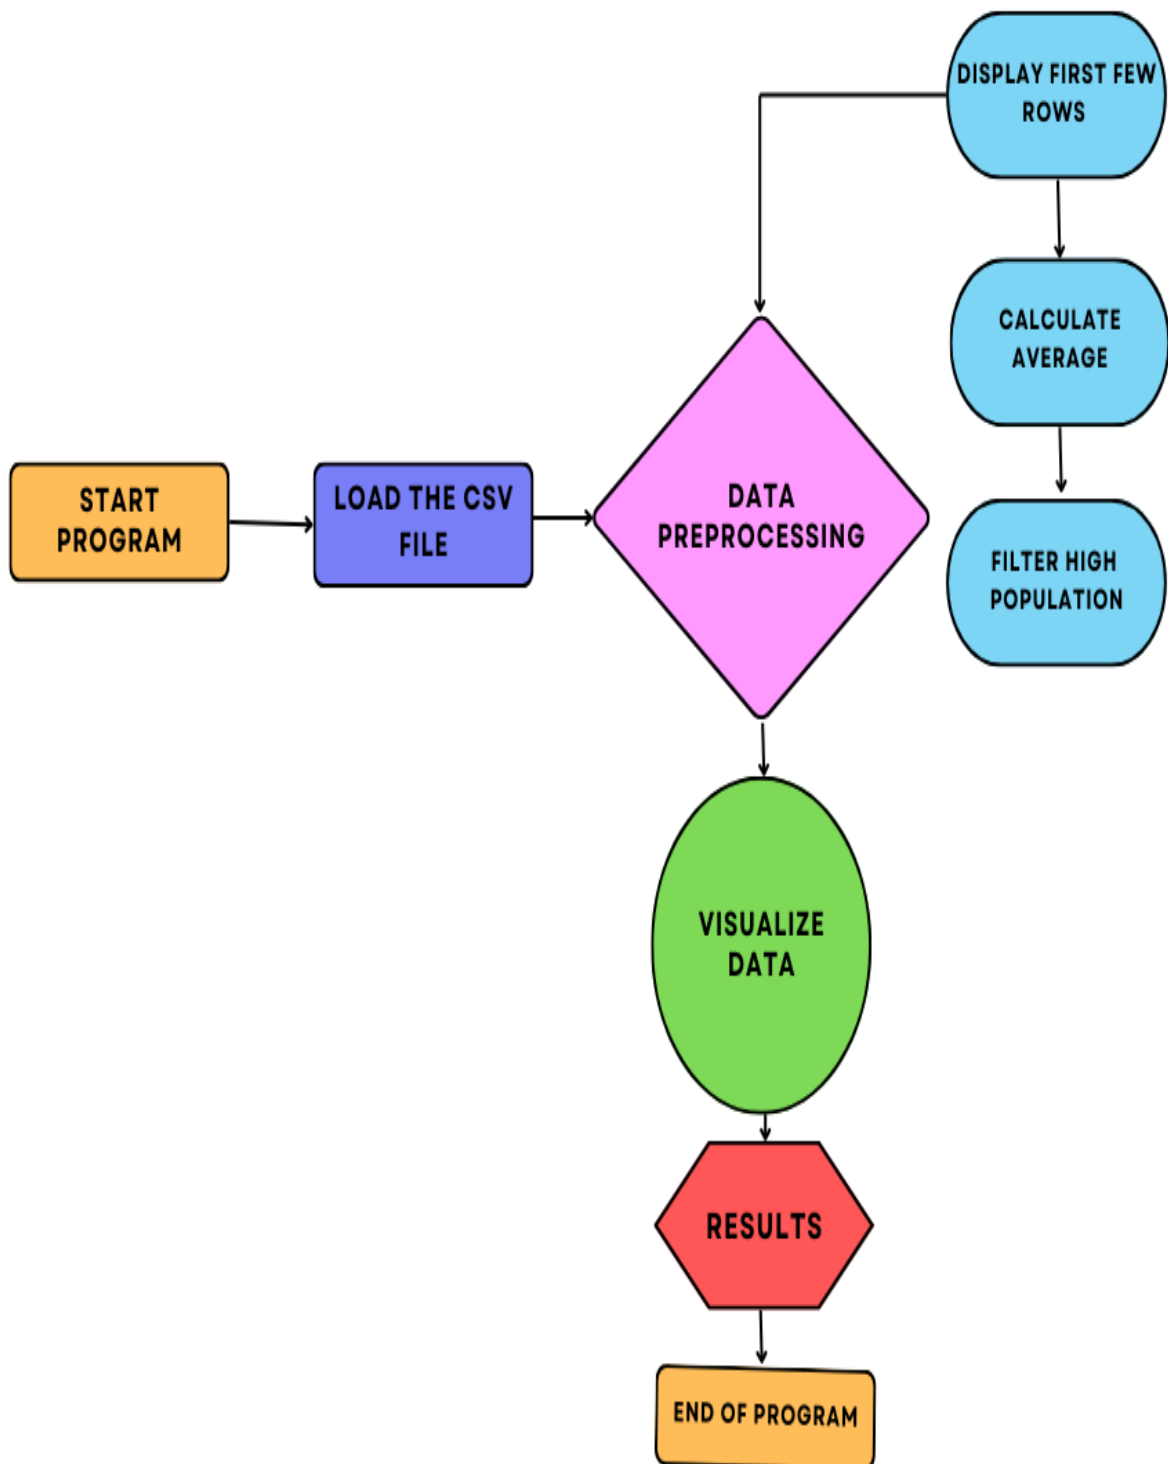 DISPLAY FIRST FEW
ROWS
CALCULATE
AVERAGE
FILTER HIGH
POPULATION
START
PROGRAM
LOAD THE CSV
FILE
DATA
PREPROCESSING
VISUALIZE
DATA
RESULTS
END OF PROGRAM